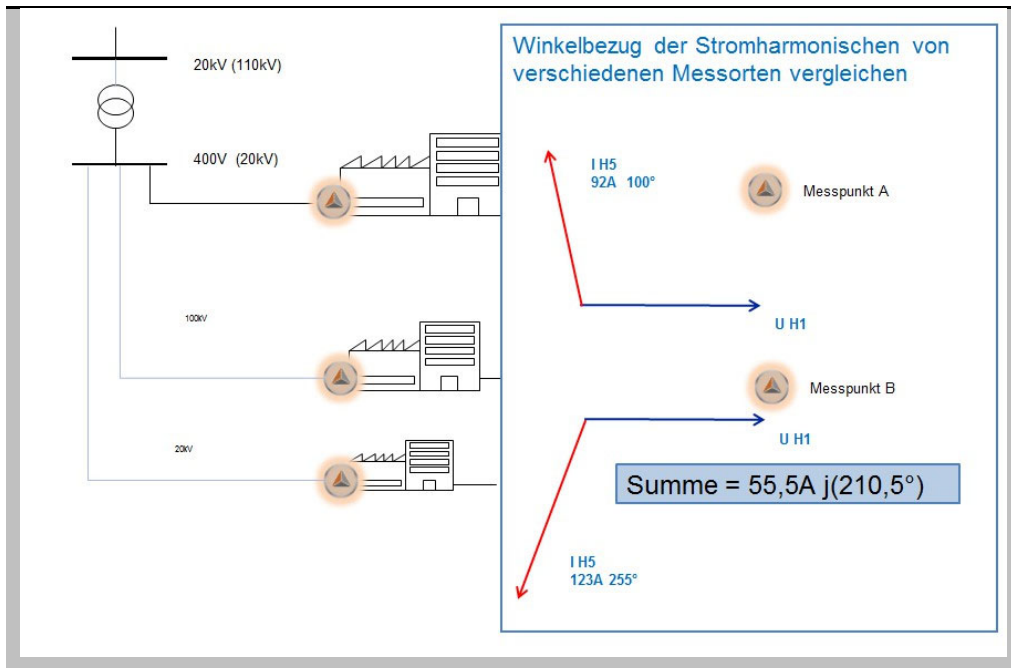 20kV (110kV)
400V (20kV)
100kV
20kV
Winkelbezug der Stromharmonischen von
verschiedenen Messorten vergleichen
I H5
92A 100°
Messpunkt A
U H1
Messpunkt B
U H1
Summe = 55,5A j(210,5°)
I H5
123A 255°